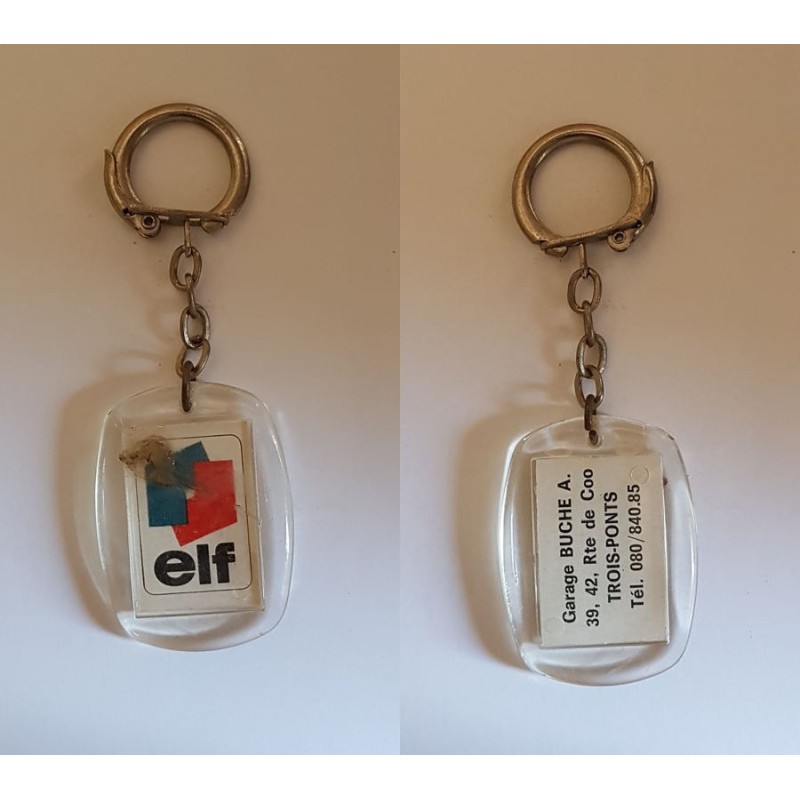 elf
Garage BUCHE A.
39, 42, Rte de Coo
TROIS-PONTS
Tél. 080/840.85